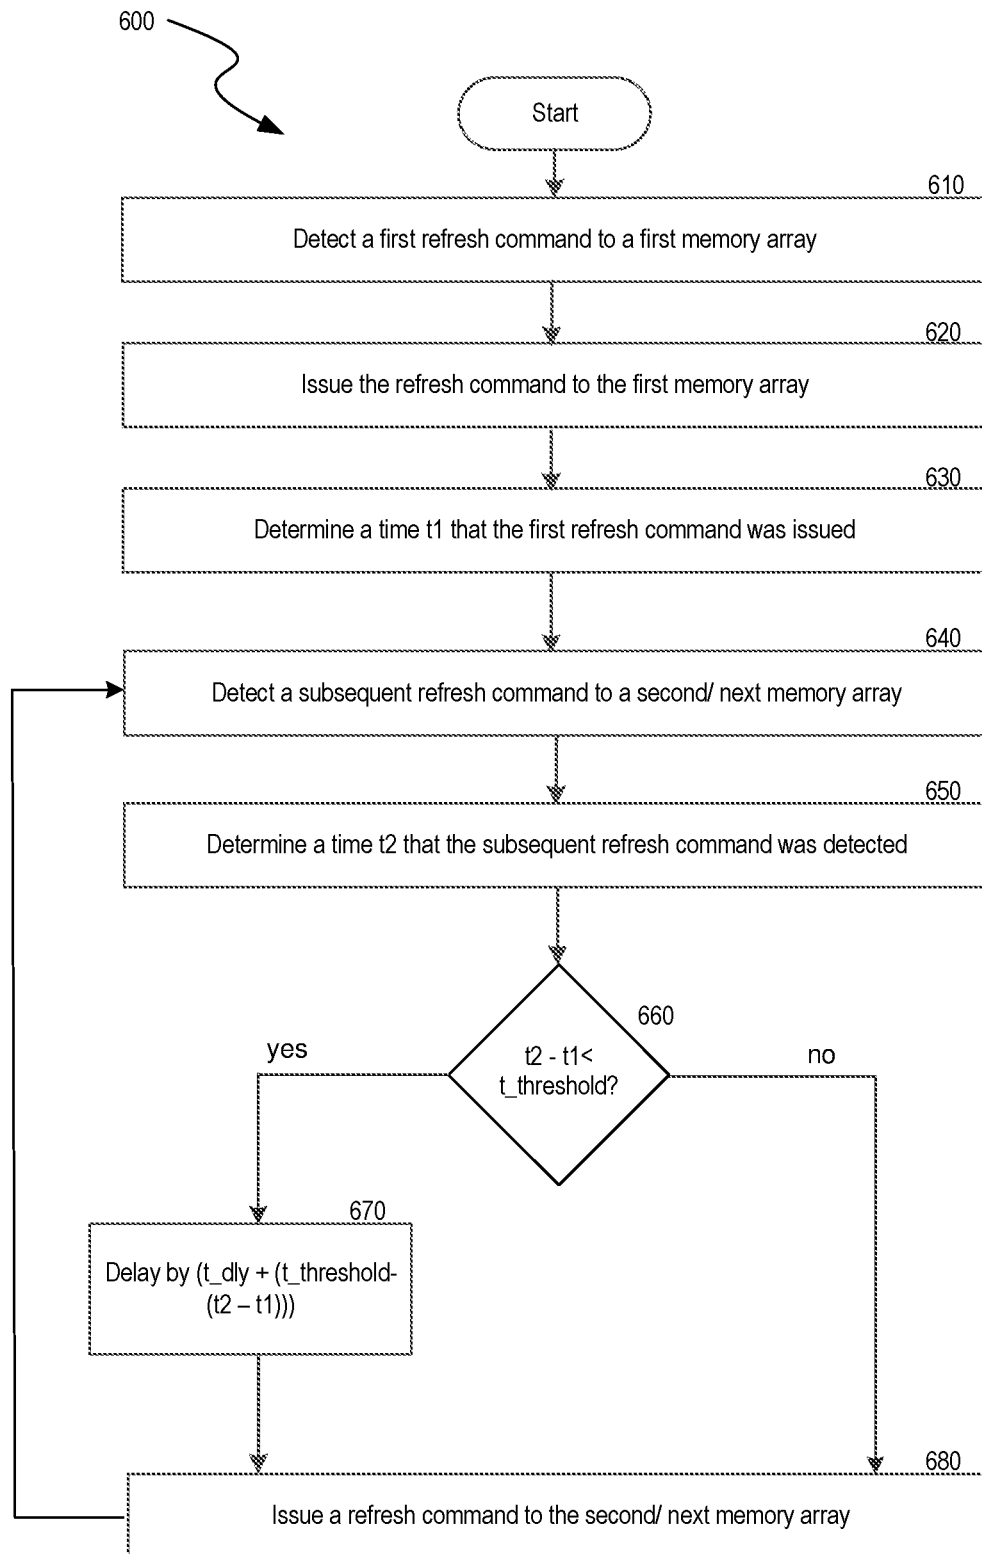 600
Start
610
Detect a first refresh command to a first memory array
620
Issue the refresh command to the first memory array
630
Determine a time t1 that the first refresh command was issued
640
Detect a subsequent refresh command to a second/ next memory array
650
Determine a time t2 that the subsequent refresh command was detected
660
t2 - t1<
t_threshold?
yes
no
670
Delay by (t_dly + (t_threshold-
(t2 – t1)))
680
Issue a refresh command to the second/ next memory array